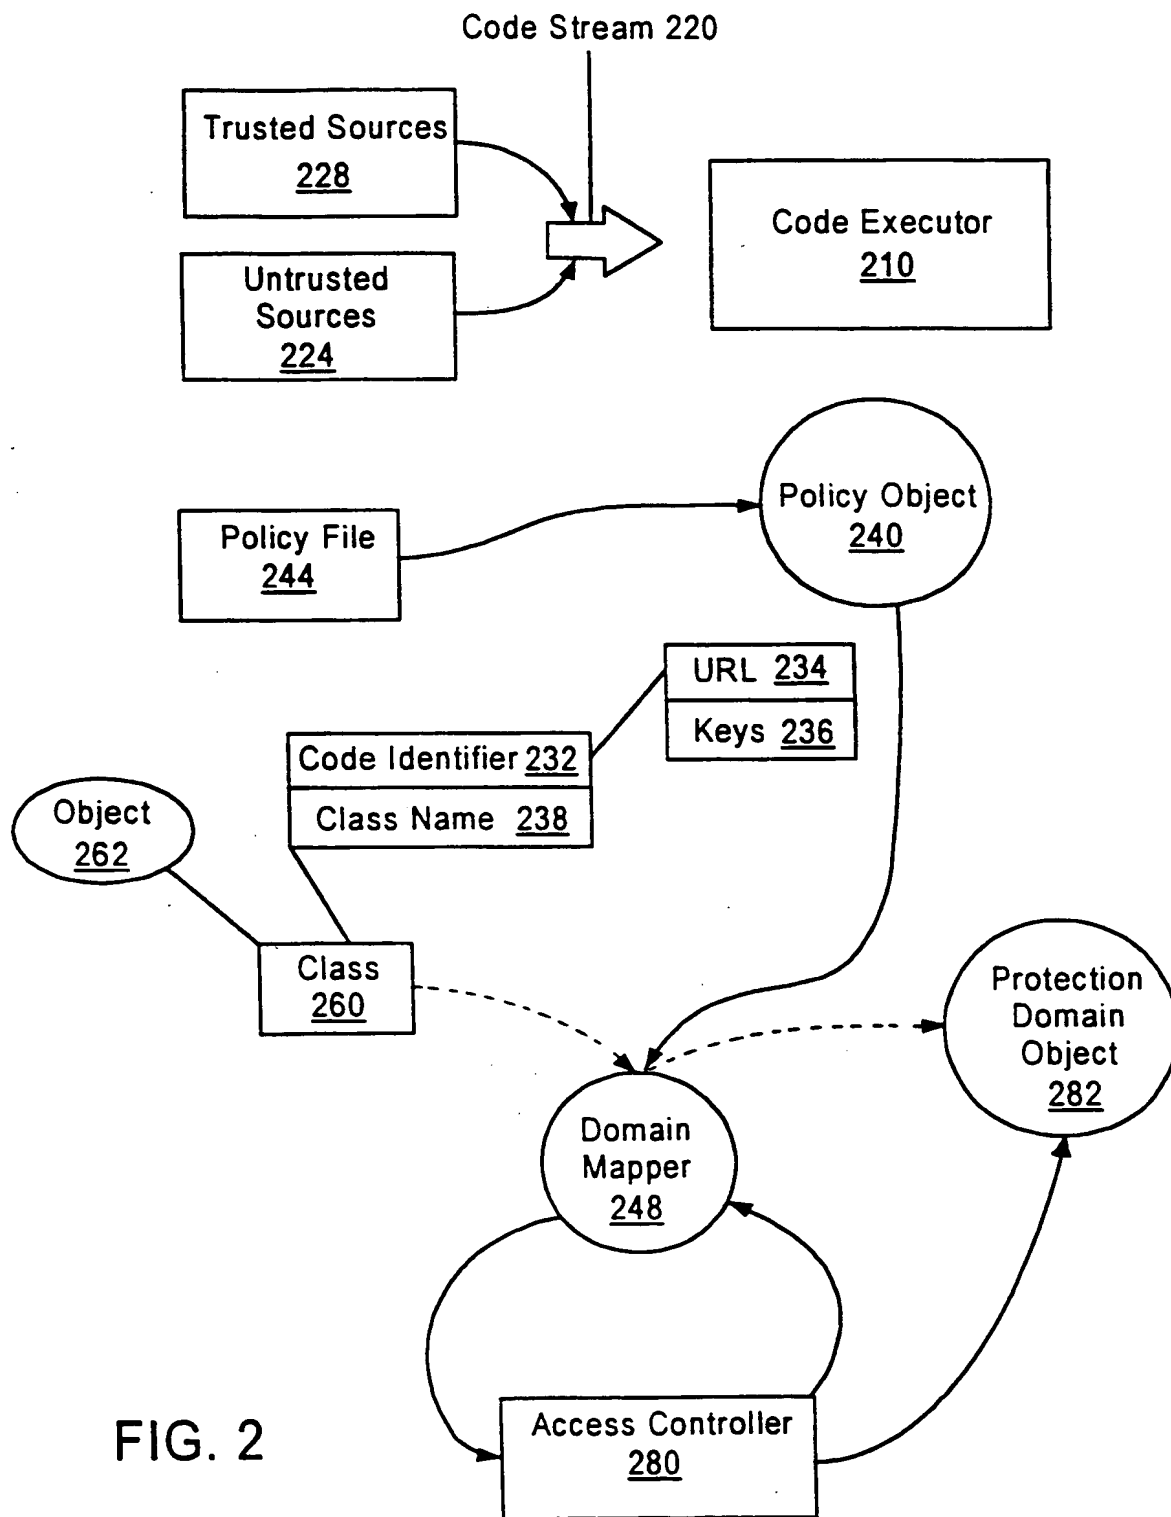 Code Stream 220
Trusted Sources
228
Untrusted
Sources
224
Code Executor
210
Policy Object
240
Policy File
244
URL 234
Keys 236
Code Identifier 232
Class Name 238
Object
262
Class
260
Protection
Domain
Object
282
Domain
Mapper
248
Access Controller
280
FIG. 2